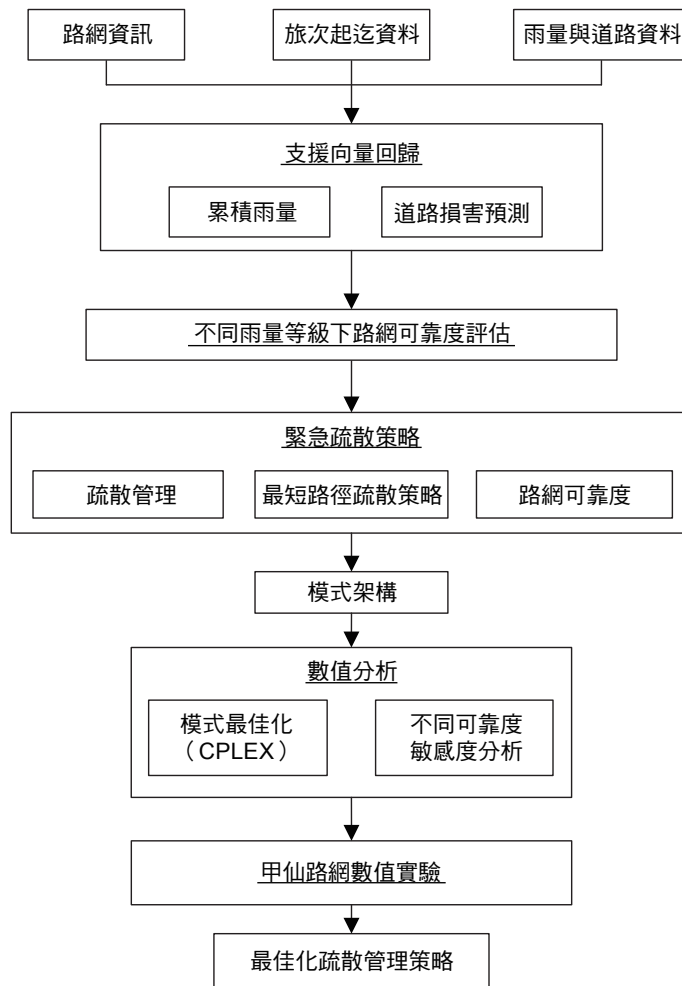 路網資訊
旅次起迄資料
雨量與道路資料
支援向量回歸
累積雨量
道路損害預測
不同雨量等級下路網可靠度評估
緊急疏散策略
疏散管理
最短路徑疏散策略
路網可靠度
模式架構
數值分析
模式最佳化
（CPLEX）
不同可靠度
敏感度分析
甲仙路網數值實驗
最佳化疏散管理策略